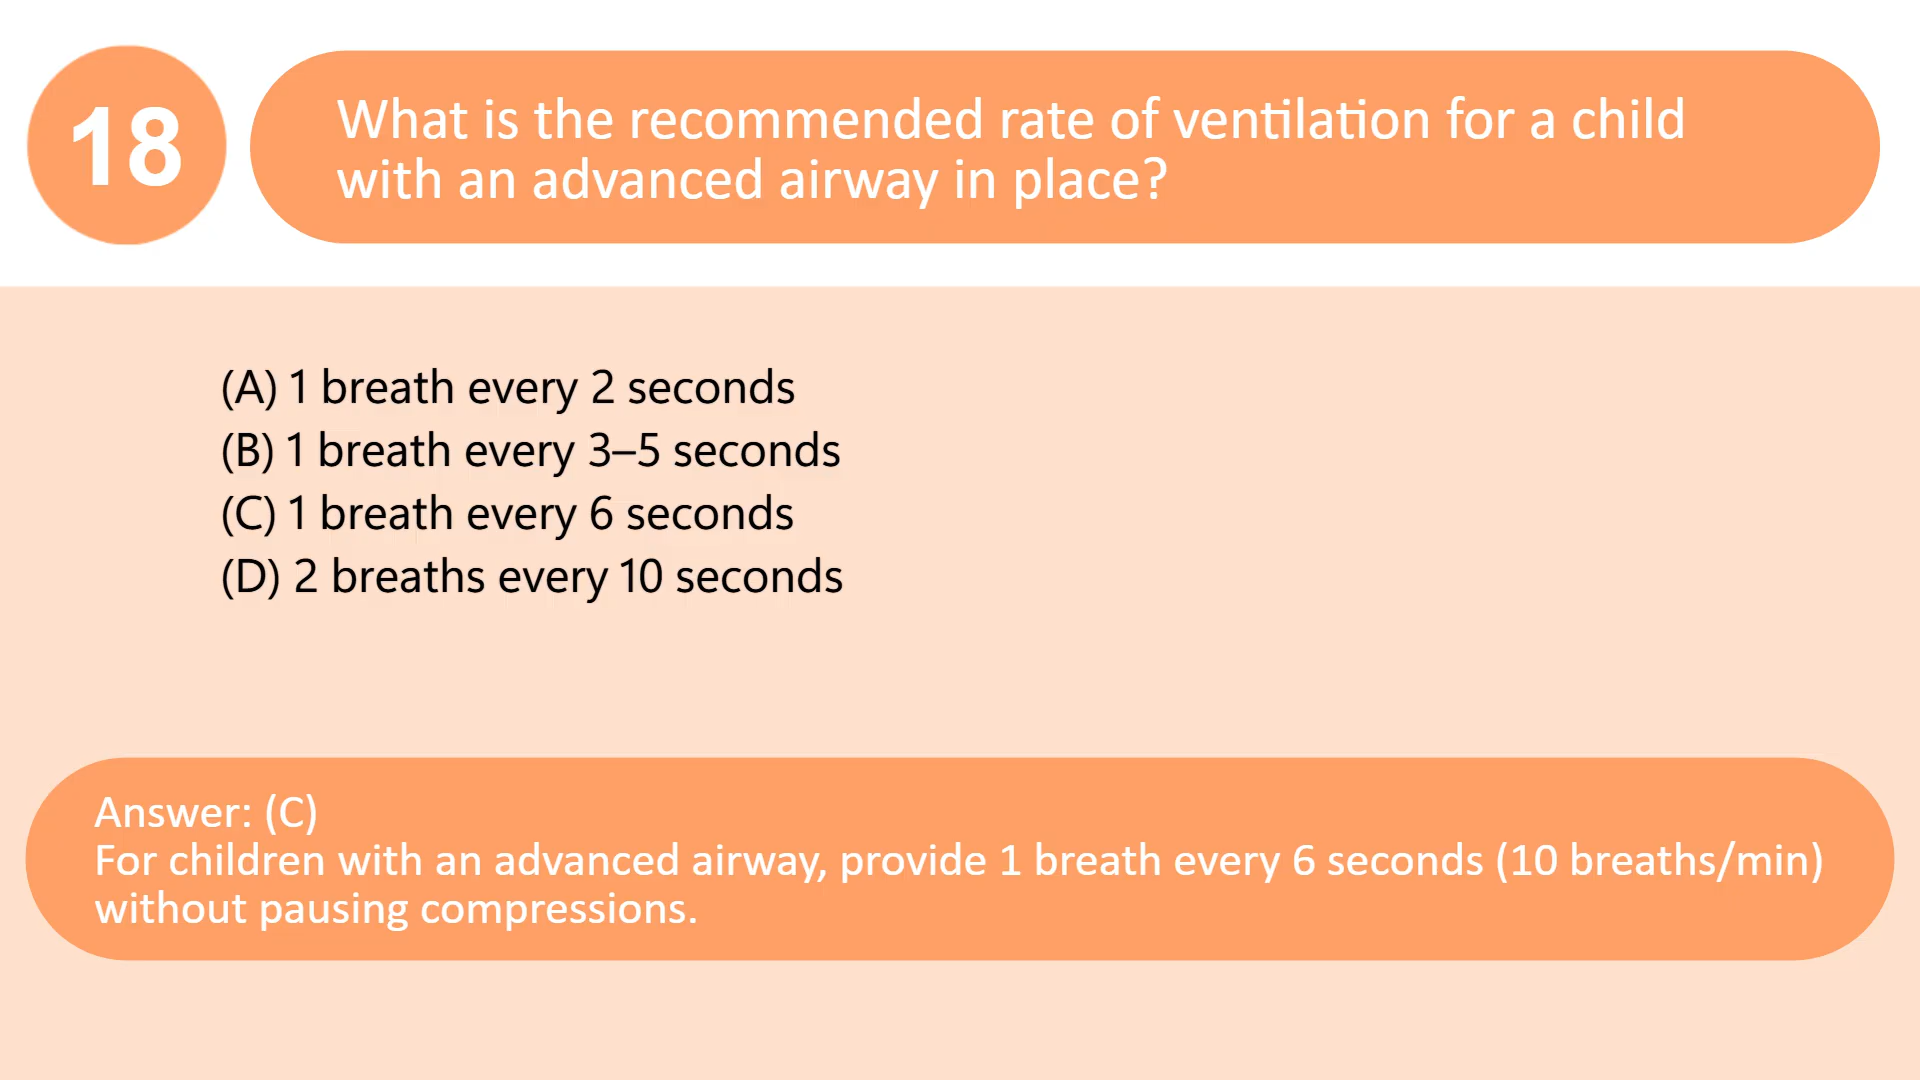 18
What is the recommended rate of ventilation for a child
with an advanced airway in place?
(A) 1 breath every 2 seconds
(B) 1 breath every 3–5 seconds
(C) 1 breath every 6 seconds
(D) 2 breaths every 10 seconds
Answer: (C)
For children with an advanced airway, provide 1 breath every 6 seconds (10 breaths/min)
without pausing compressions.